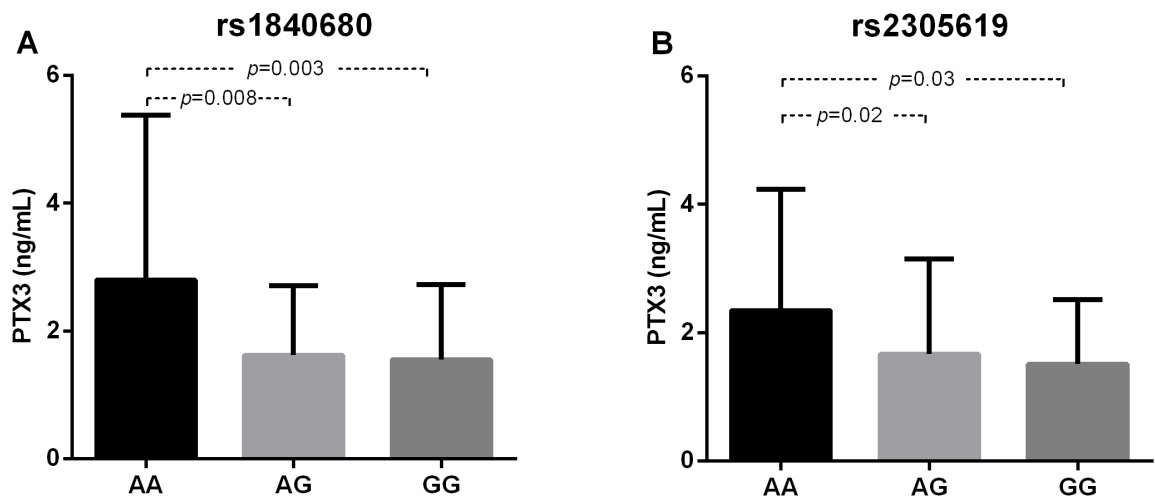 A
rs1840680
p=0.003
p=0.008
PTX3 (ng/mL)
6
4
2
0
AA
AG
GG
B
rs2305619
p=0.03
p=0.02
PTX3 (ng/mL)
6
4
2
0
AA
AG
GG